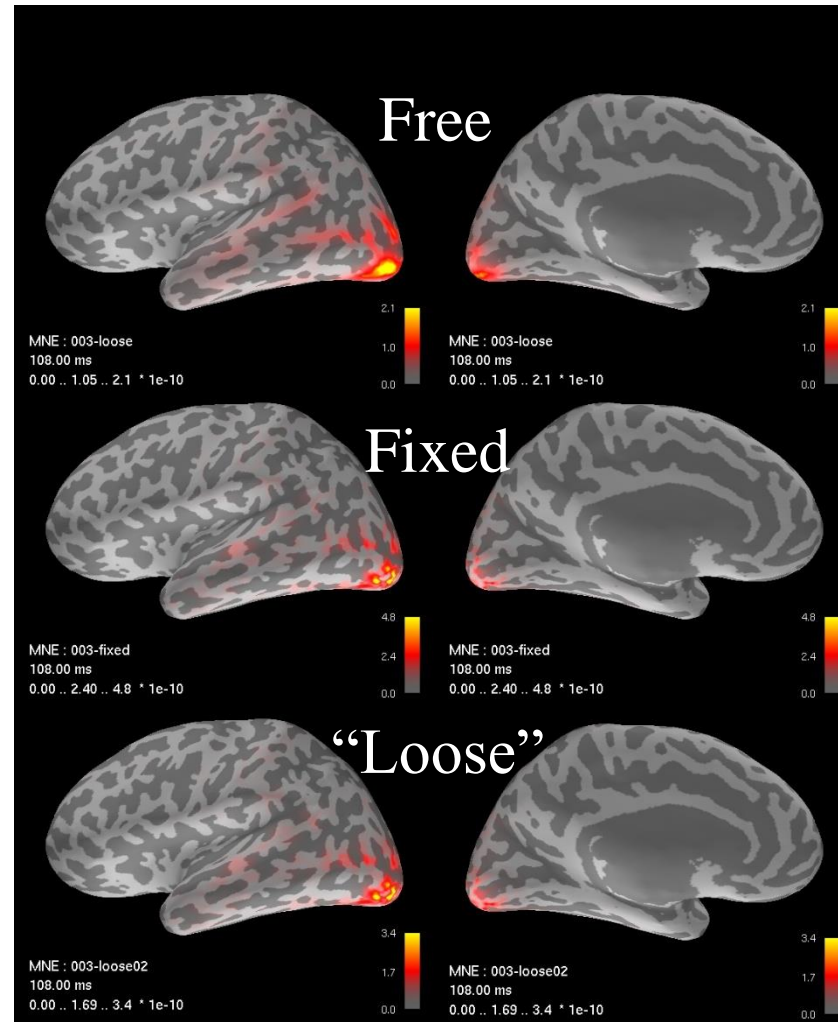 Free
2.1
1.0
0.0
MNE : 003-loose
108.00 ms
0.00 .. 1.05 .. 2.1 * 1e-10
2.1
1.0
0.0
MNE : 003-loose
108.00 ms
0.00 .. 1.05 .. 2.1 * 1e-10
Fixed
4.8
2.4
0.0
MNE : 003-fixed
108.00 ms
0.00 .. 2.40 .. 4.8 * 1e-10
4.8
2.4
0.0
MNE : 003-fixed
108.00 ms
0.00 .. 2.40 .. 4.8 * 1e-10
“Loose”
3.4
1.7
0.0
MNE : 003-loose02
108.00 ms
0.00 .. 1.69 .. 3.4 * 1e-10
3.4
1.7
0.0
MNE : 003-loose02
108.00 ms
0.00 .. 1.69 .. 3.4 * 1e-10